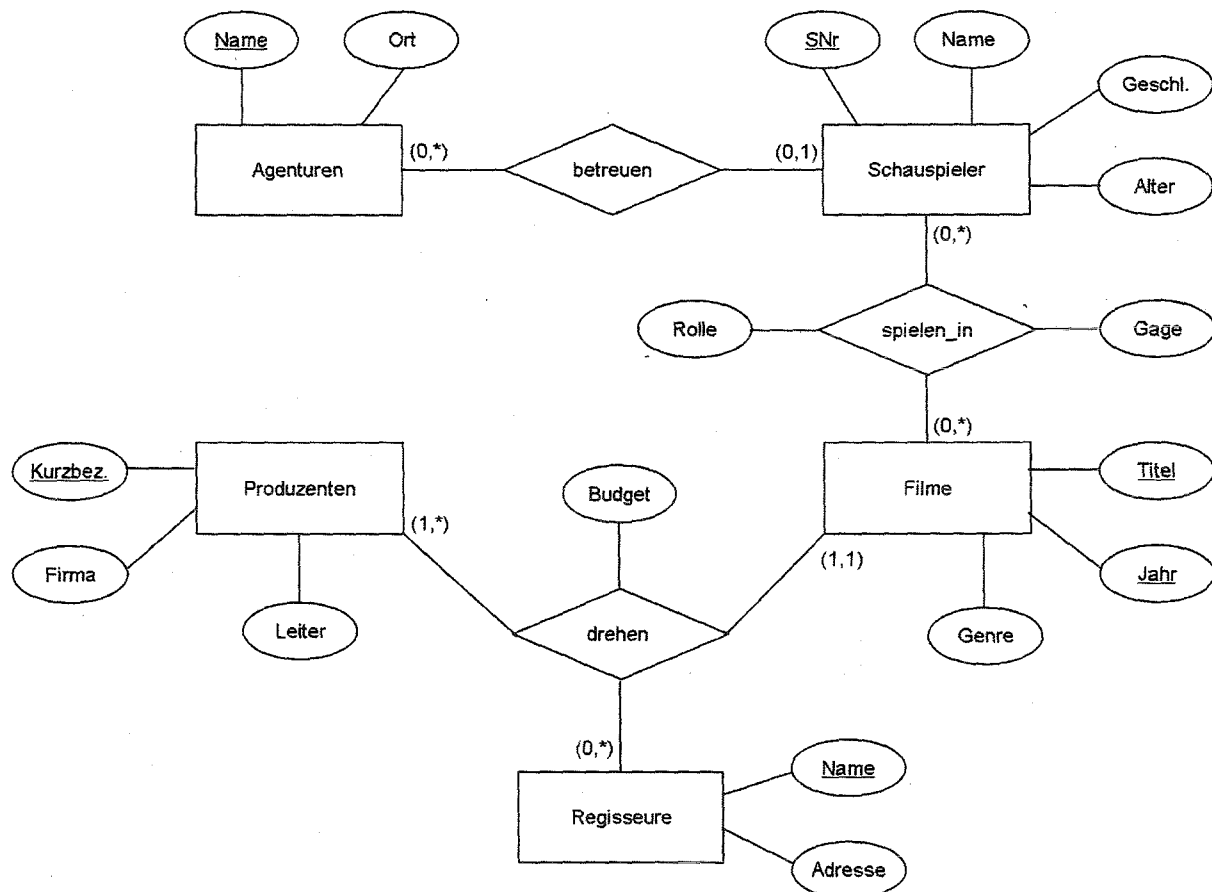 Name
Ort
SNr
Name
Geschl.
Agenturen
(0,*)
betreuen
(0,1)
Schauspieler
Alter
(0,*)
Rolle
spielen_in
Gage
(0,*)
Kurzbez.
Produzenten
Budget
Filme
Titel
(1,*)
(1,1)
Firma
Jahr
Leiter
drehen
Genre
(0,*)
Name
Regisseure
Adresse